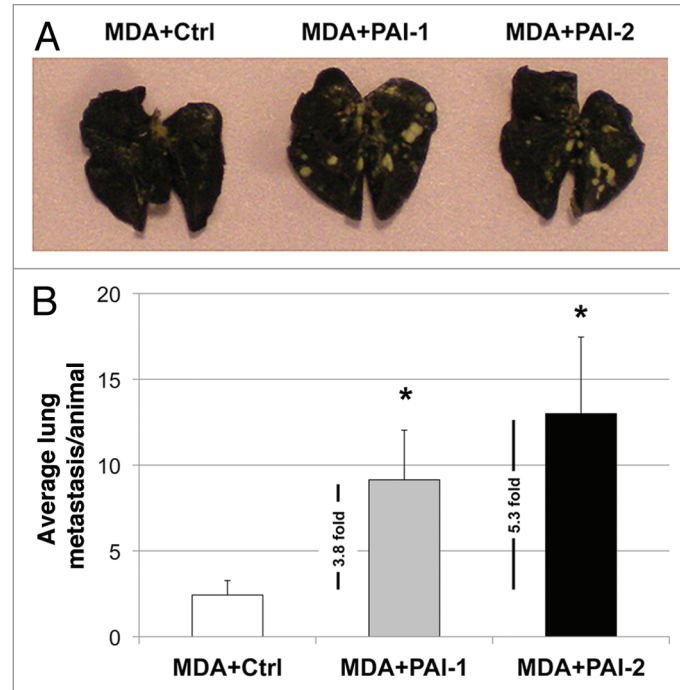 A
MDA+Ctrl MDA+PAI-1 MDA+PAI-2
B
Average lung
metastasis/animal
20
15
10
5
0
*
*
3.8 fold
5.3 fold
MDA+Ctrl MDA+PAI-1 MDA+PAI-2